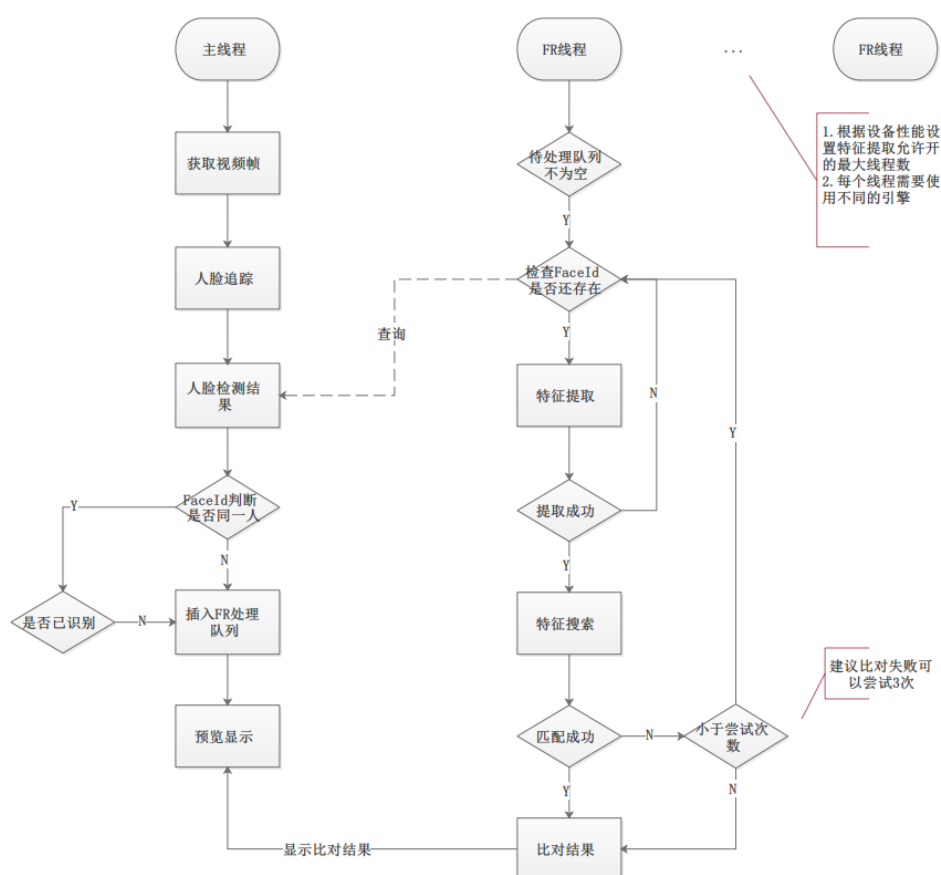 主线程
FR线程
...
FR线程
1.根据设备性能设
置特征提取允许开
的最大线程数
2.每个线程需要使
用不同的引擎
获取视频帧
待处理队列
不为空
Y
人脸追踪
检查FaceId
是否还存在
查询
Y
人脸检测结
果
特征提取
N
Y
FaceId判断
是否同一人
Y
N
提取成功
Y
是否已识别
N
插入FR处理
队列
特征搜索
建议比对失败可
以尝试3次
预览显示
匹配成功
N
小于尝试次
数
Y
N
显示比对结果
比对结果